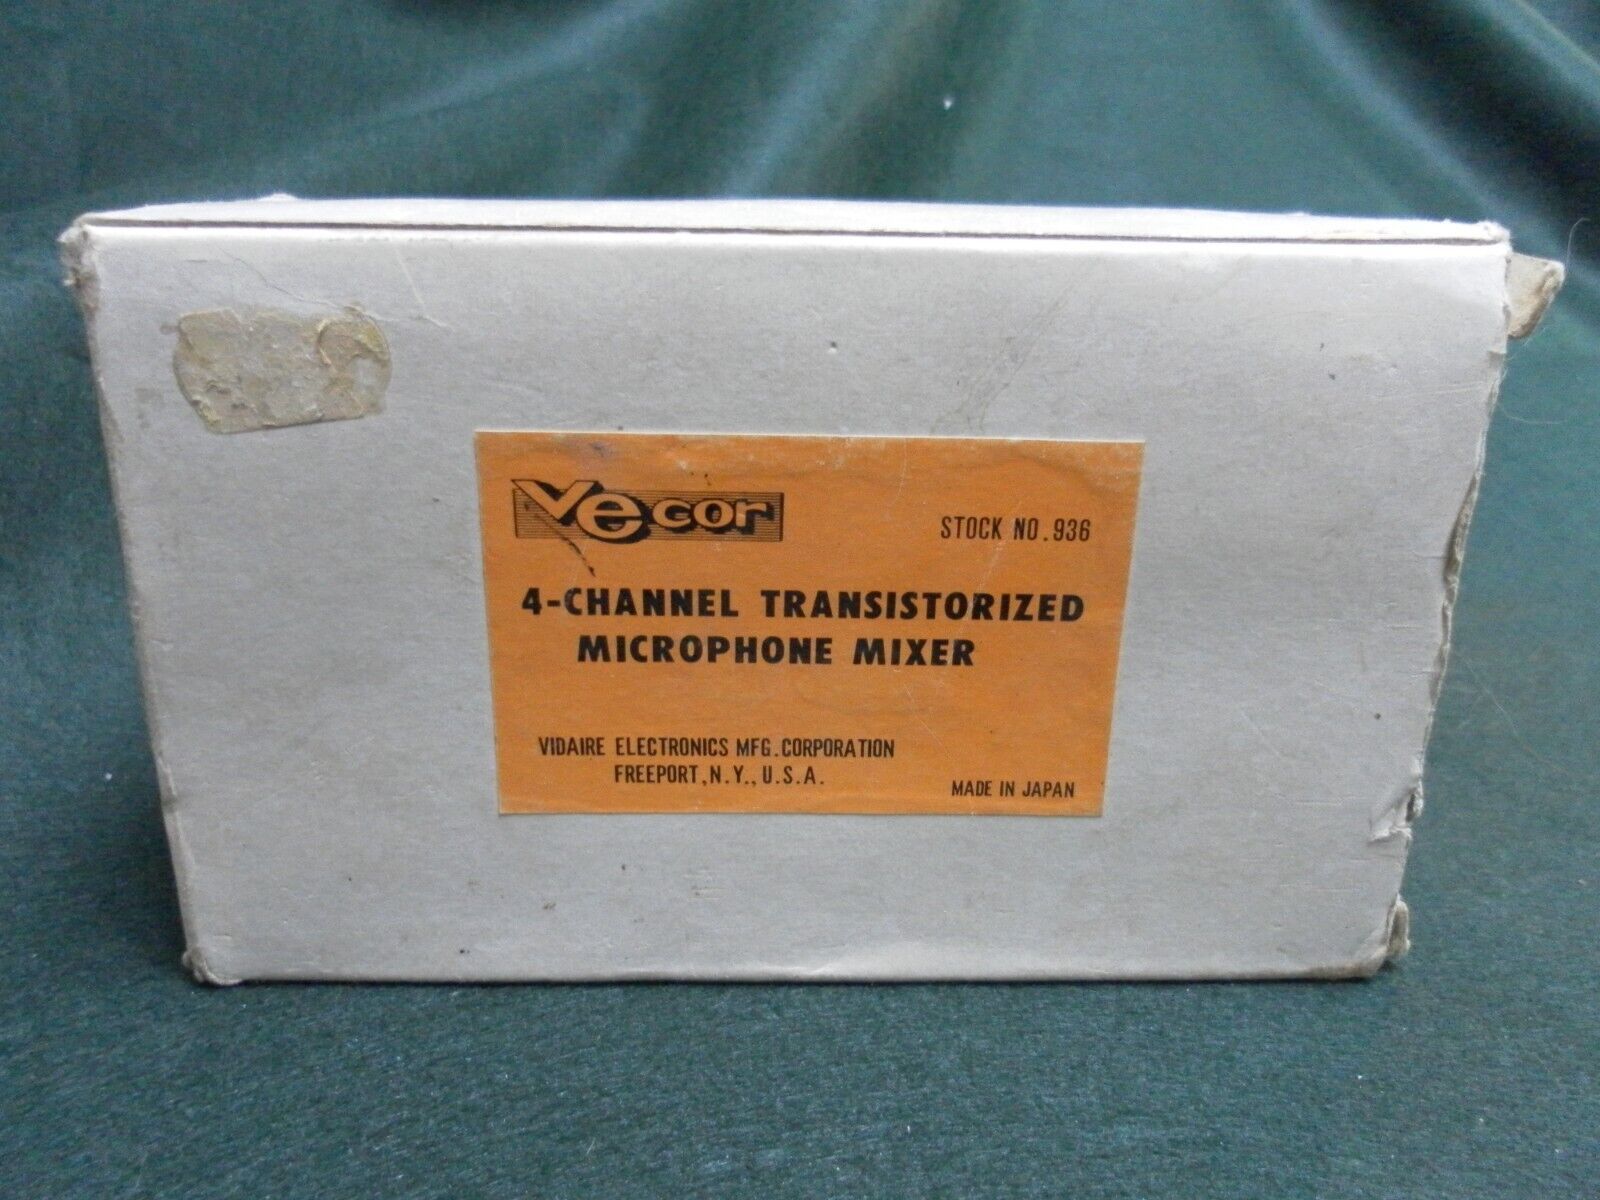 Vecor
STOCK NO. 936
4-CHANNEL TRANSISTORIZED
MICROPHONE MIXER
VIDAIRE ELECTRONICS MFG. CORPORATION
FREEPORT, N.Y., U.S.A.
MADE IN JAPAN